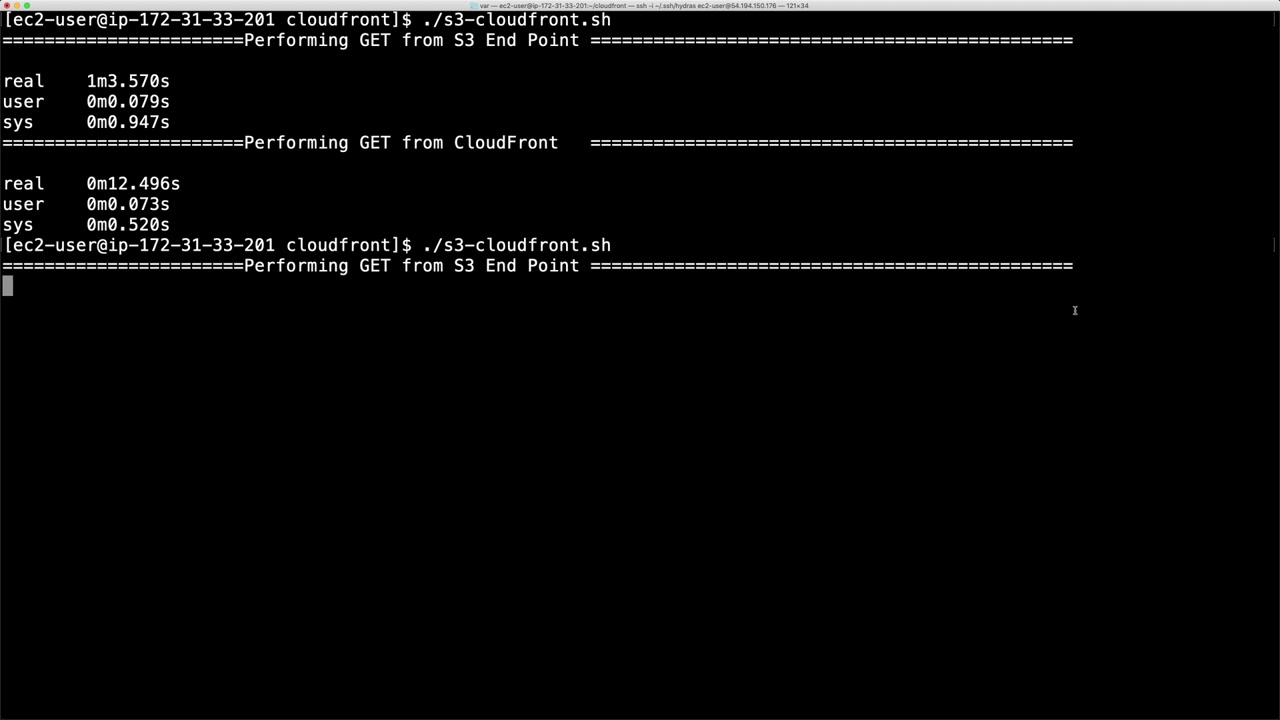 var — ec2-user@ip-172-31-33-201:~/cloudfront — ssh -i ~/.ssh/hydras ec2-user@54.194.150.176 — 121×34
[ec2-user@ip-172-31-33-201 cloudfront]$ ./s3-cloudfront.sh
=======================Performing GET from S3 End Point ==============================================
real    1m3.570s
user    0m0.079s
sys     0m0.947s
=======================Performing GET from CloudFront   ==============================================
real    0m12.496s
user    0m0.073s
sys     0m0.520s
[ec2-user@ip-172-31-33-201 cloudfront]$ ./s3-cloudfront.sh
=======================Performing GET from S3 End Point ==============================================